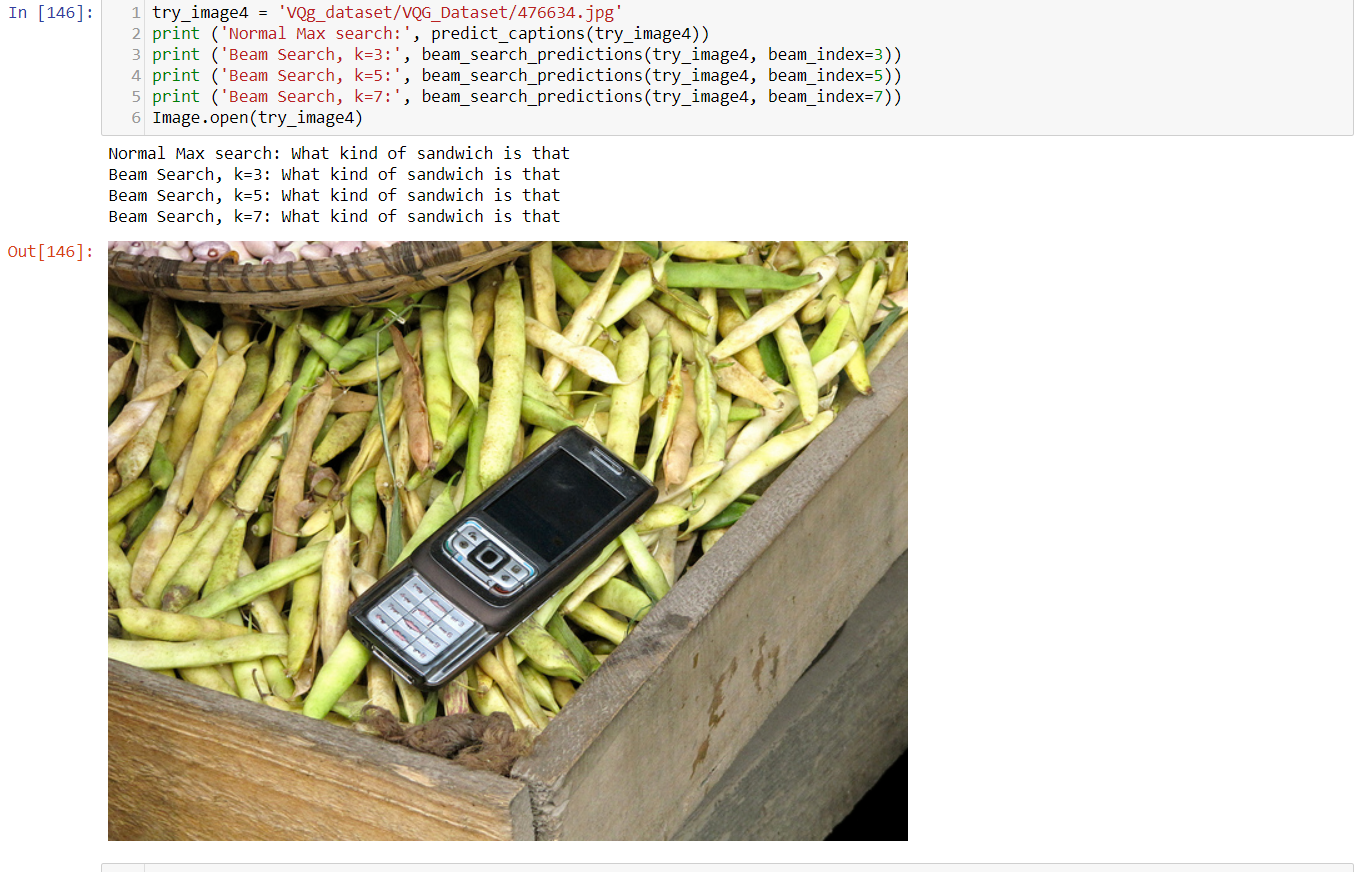 In [146]:
1 try_image4 = 'VQg_dataset/VQG_Dataset/476634.jpg'
2 print ('Normal Max search:', predict_captions(try_image4))
3 print ('Beam Search, k=3:', beam_search_predictions(try_image4, beam_index=3))
4 print ('Beam Search, k=5:', beam_search_predictions(try_image4, beam_index=5))
5 print ('Beam Search, k=7:', beam_search_predictions(try_image4, beam_index=7))
6 Image.open(try_image4)
Normal Max search: What kind of sandwich is that
Beam Search, k=3: What kind of sandwich is that
Beam Search, k=5: What kind of sandwich is that
Beam Search, k=7: What kind of sandwich is that
Out[146]: